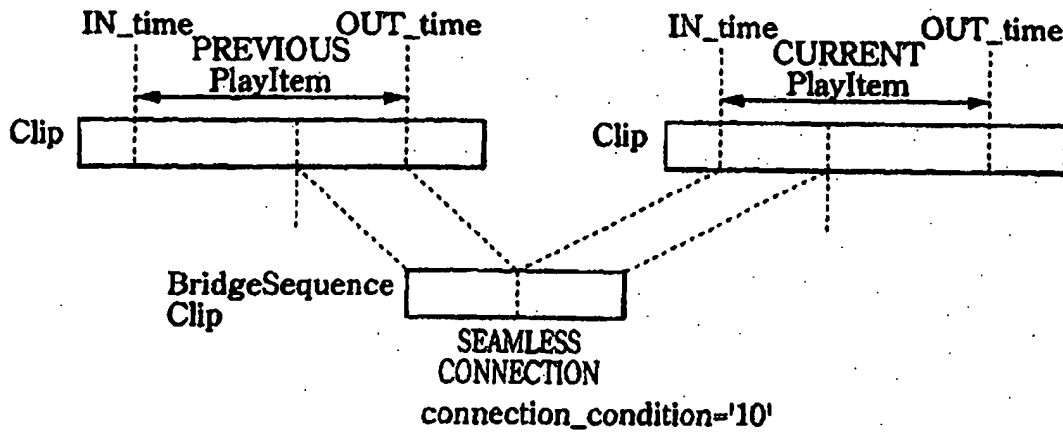 IN_time OUT_time IN_time OUT_time
PREVIOUS CURRENT
PlayItem PlayItem
Clip Clip
BridgeSequence
Clip
SEAMLESS
CONNECTION
connection_condition='10'